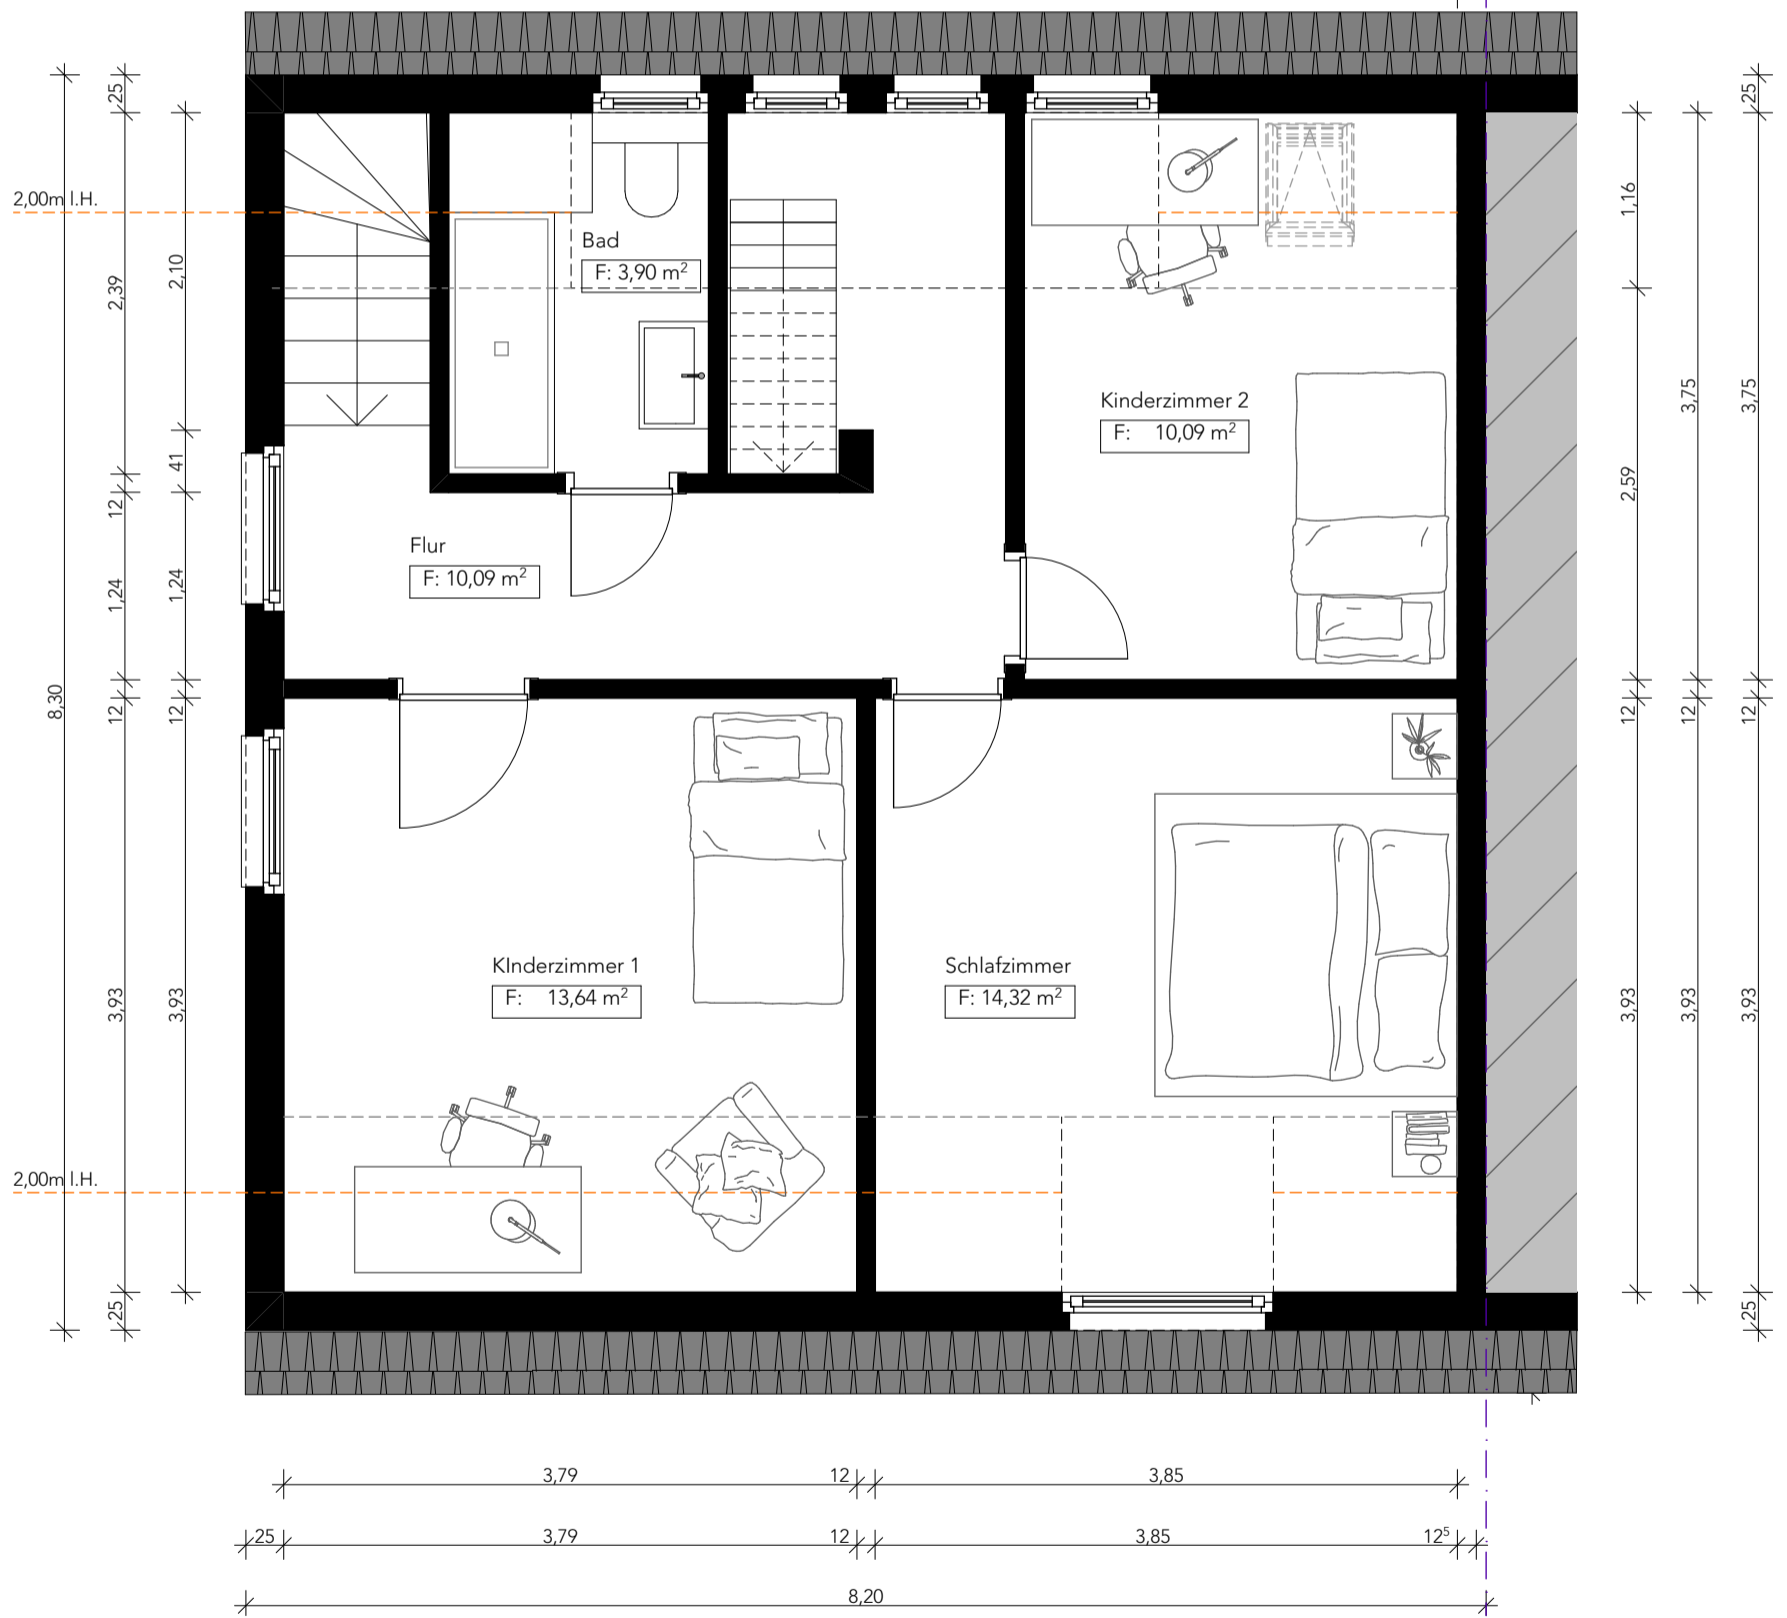 25
25
2,00m l.H.
1,16
2,10
Bad
F: 3,90 m²
2,39
3,75
3,75
Kinderzimmer 2
F: 10,09 m²
41
2,59
12
Flur
F: 10,09 m²
1,24
1,24
8,30
12
12
12
12
12
KInderzimmer 1
F: 13,64 m²
Schlafzimmer
F: 14,32 m²
3,93
3,93
3,93
3,93
3,93
2,00m l.H.
25
25
3,79
12
3,85
25
3,79
12
3,85
12⁵
8,20